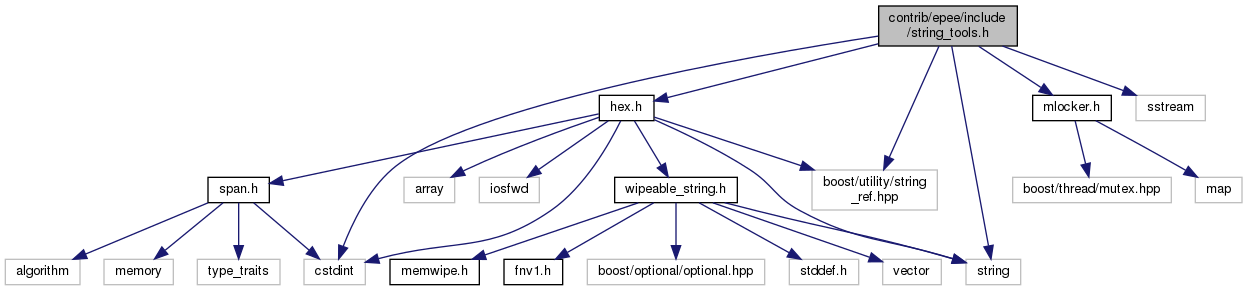 contrib/epee/include
/string_tools.h
hex.h
mlocker.h
sstream
span.h
array
iosfwd
wipeable_string.h
boost/utility/string
_ref.hpp
boost/thread/mutex.hpp
map
algorithm
memory
type_traits
cstdint
memwipe.h
fnv1.h
boost/optional/optional.hpp
stddef.h
vector
string